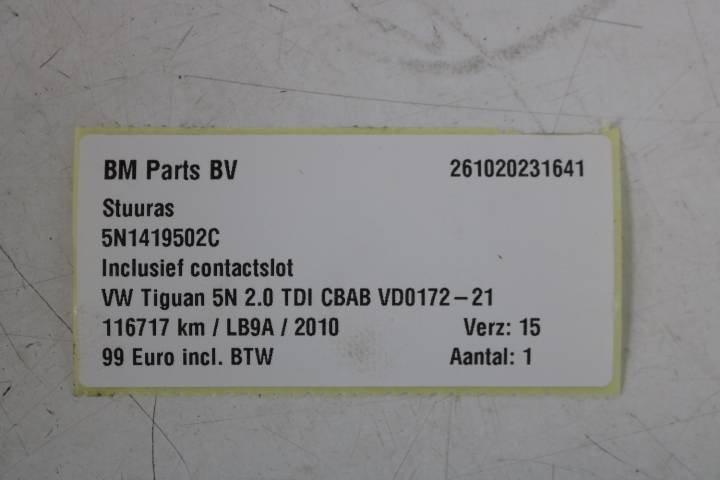 BM Parts BV 261020231641
Stuuras
5N1419502C
Inclusief contactslot
VW Tiguan 5N 2.0 TDI CBAB VD0172-21
116717 km / LB9A / 2010 Verz: 15
99 Euro incl. BTW Aantal: 1